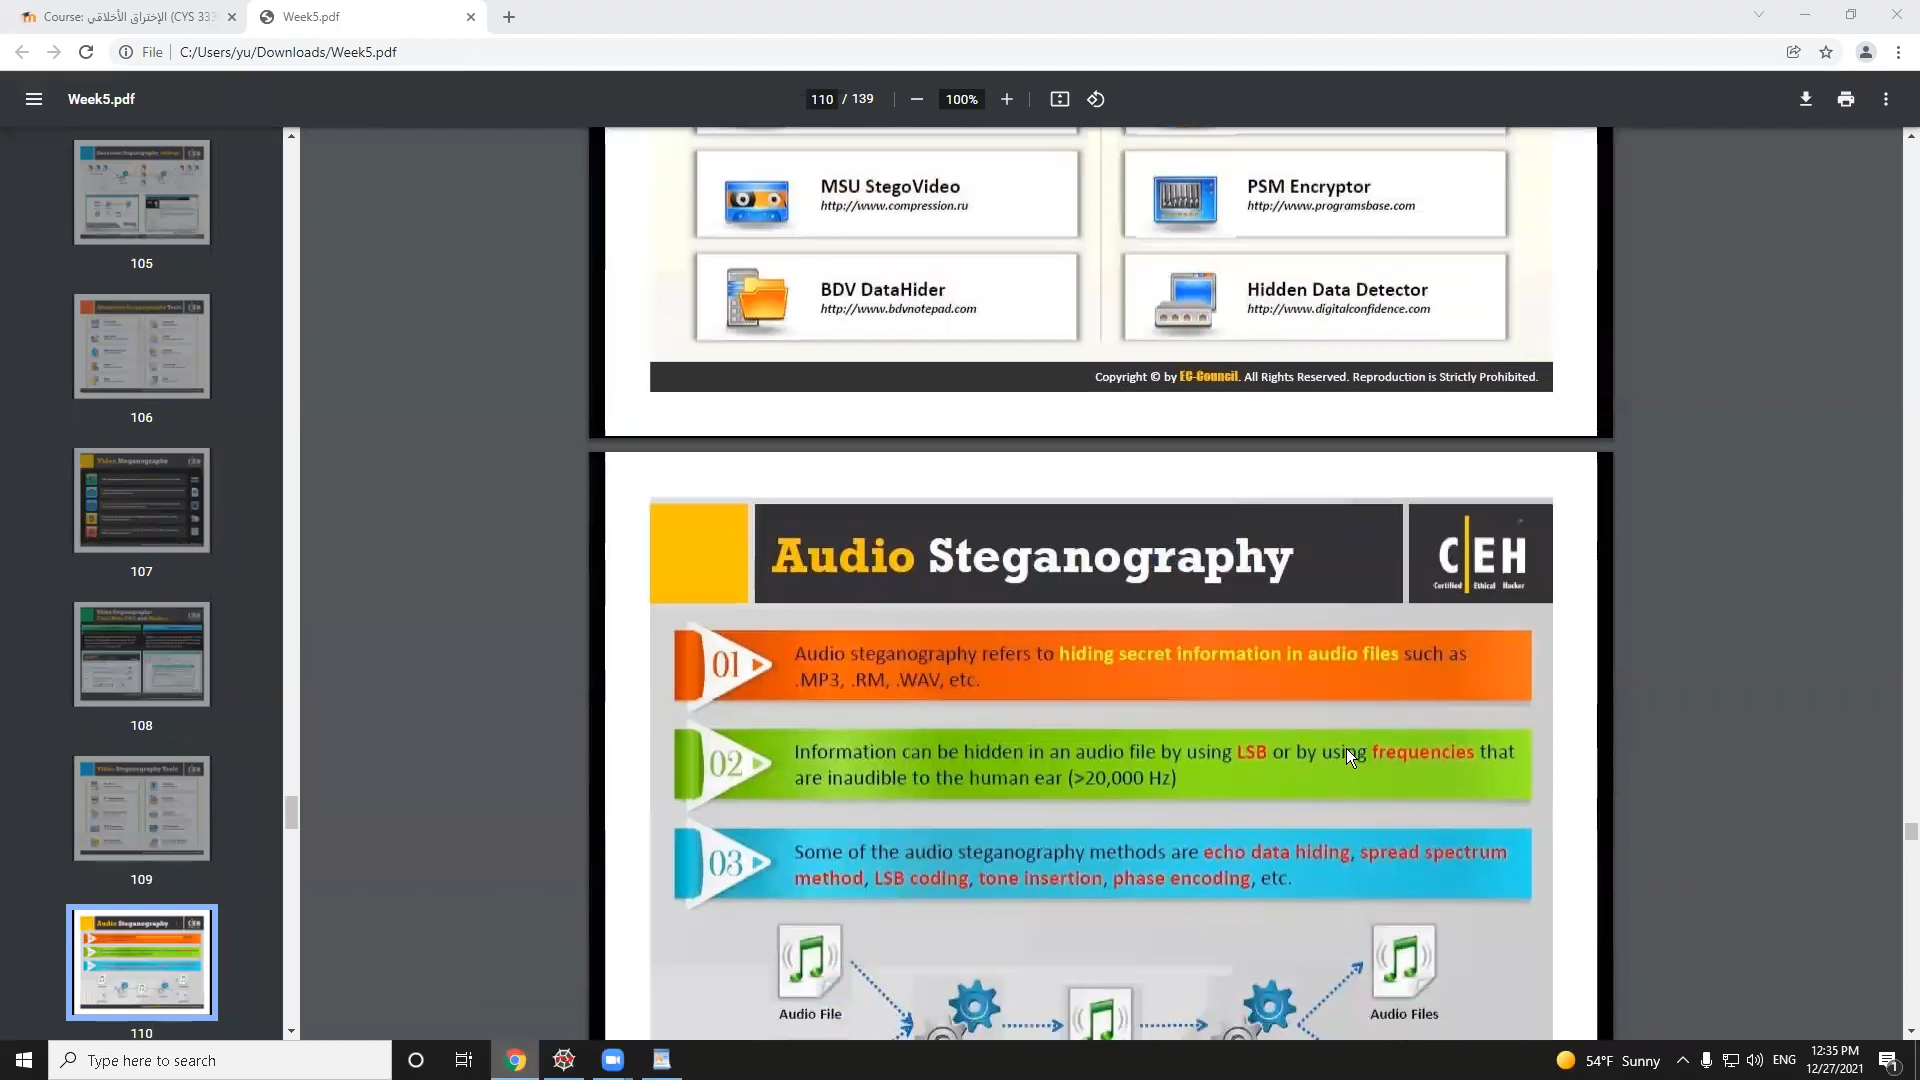 Course: الإختراق الأخلاقي (CYS 333
Week5.pdf
File
C:/Users/yu/Downloads/Week5.pdf
Week5.pdf
110 / 139
100%
105
106
107
108
109
110
MSU StegoVideo
http://www.compression.ru
PSM Encryptor
http://www.programsbase.com
BDV DataHider
http://www.bdvnotepad.com
Hidden Data Detector
http://www.digitalconfidence.com
Copyright © by EC-Council. All Rights Reserved. Reproduction is Strictly Prohibited.
Audio Steganography
CEH
Certified Ethical Hacker
01
Audio steganography refers to hiding secret information in audio files such as
.MP3, .RM, .WAV, etc.
02
Information can be hidden in an audio file by using LSB or by using frequencies that
are inaudible to the human ear (>20,000 Hz)
03
Some of the audio steganography methods are echo data hiding, spread spectrum
method, LSB coding, tone insertion, phase encoding, etc.
Audio File
Audio Files
Type here to search
54°F Sunny
ENG
12:35 PM
12/27/2021
1